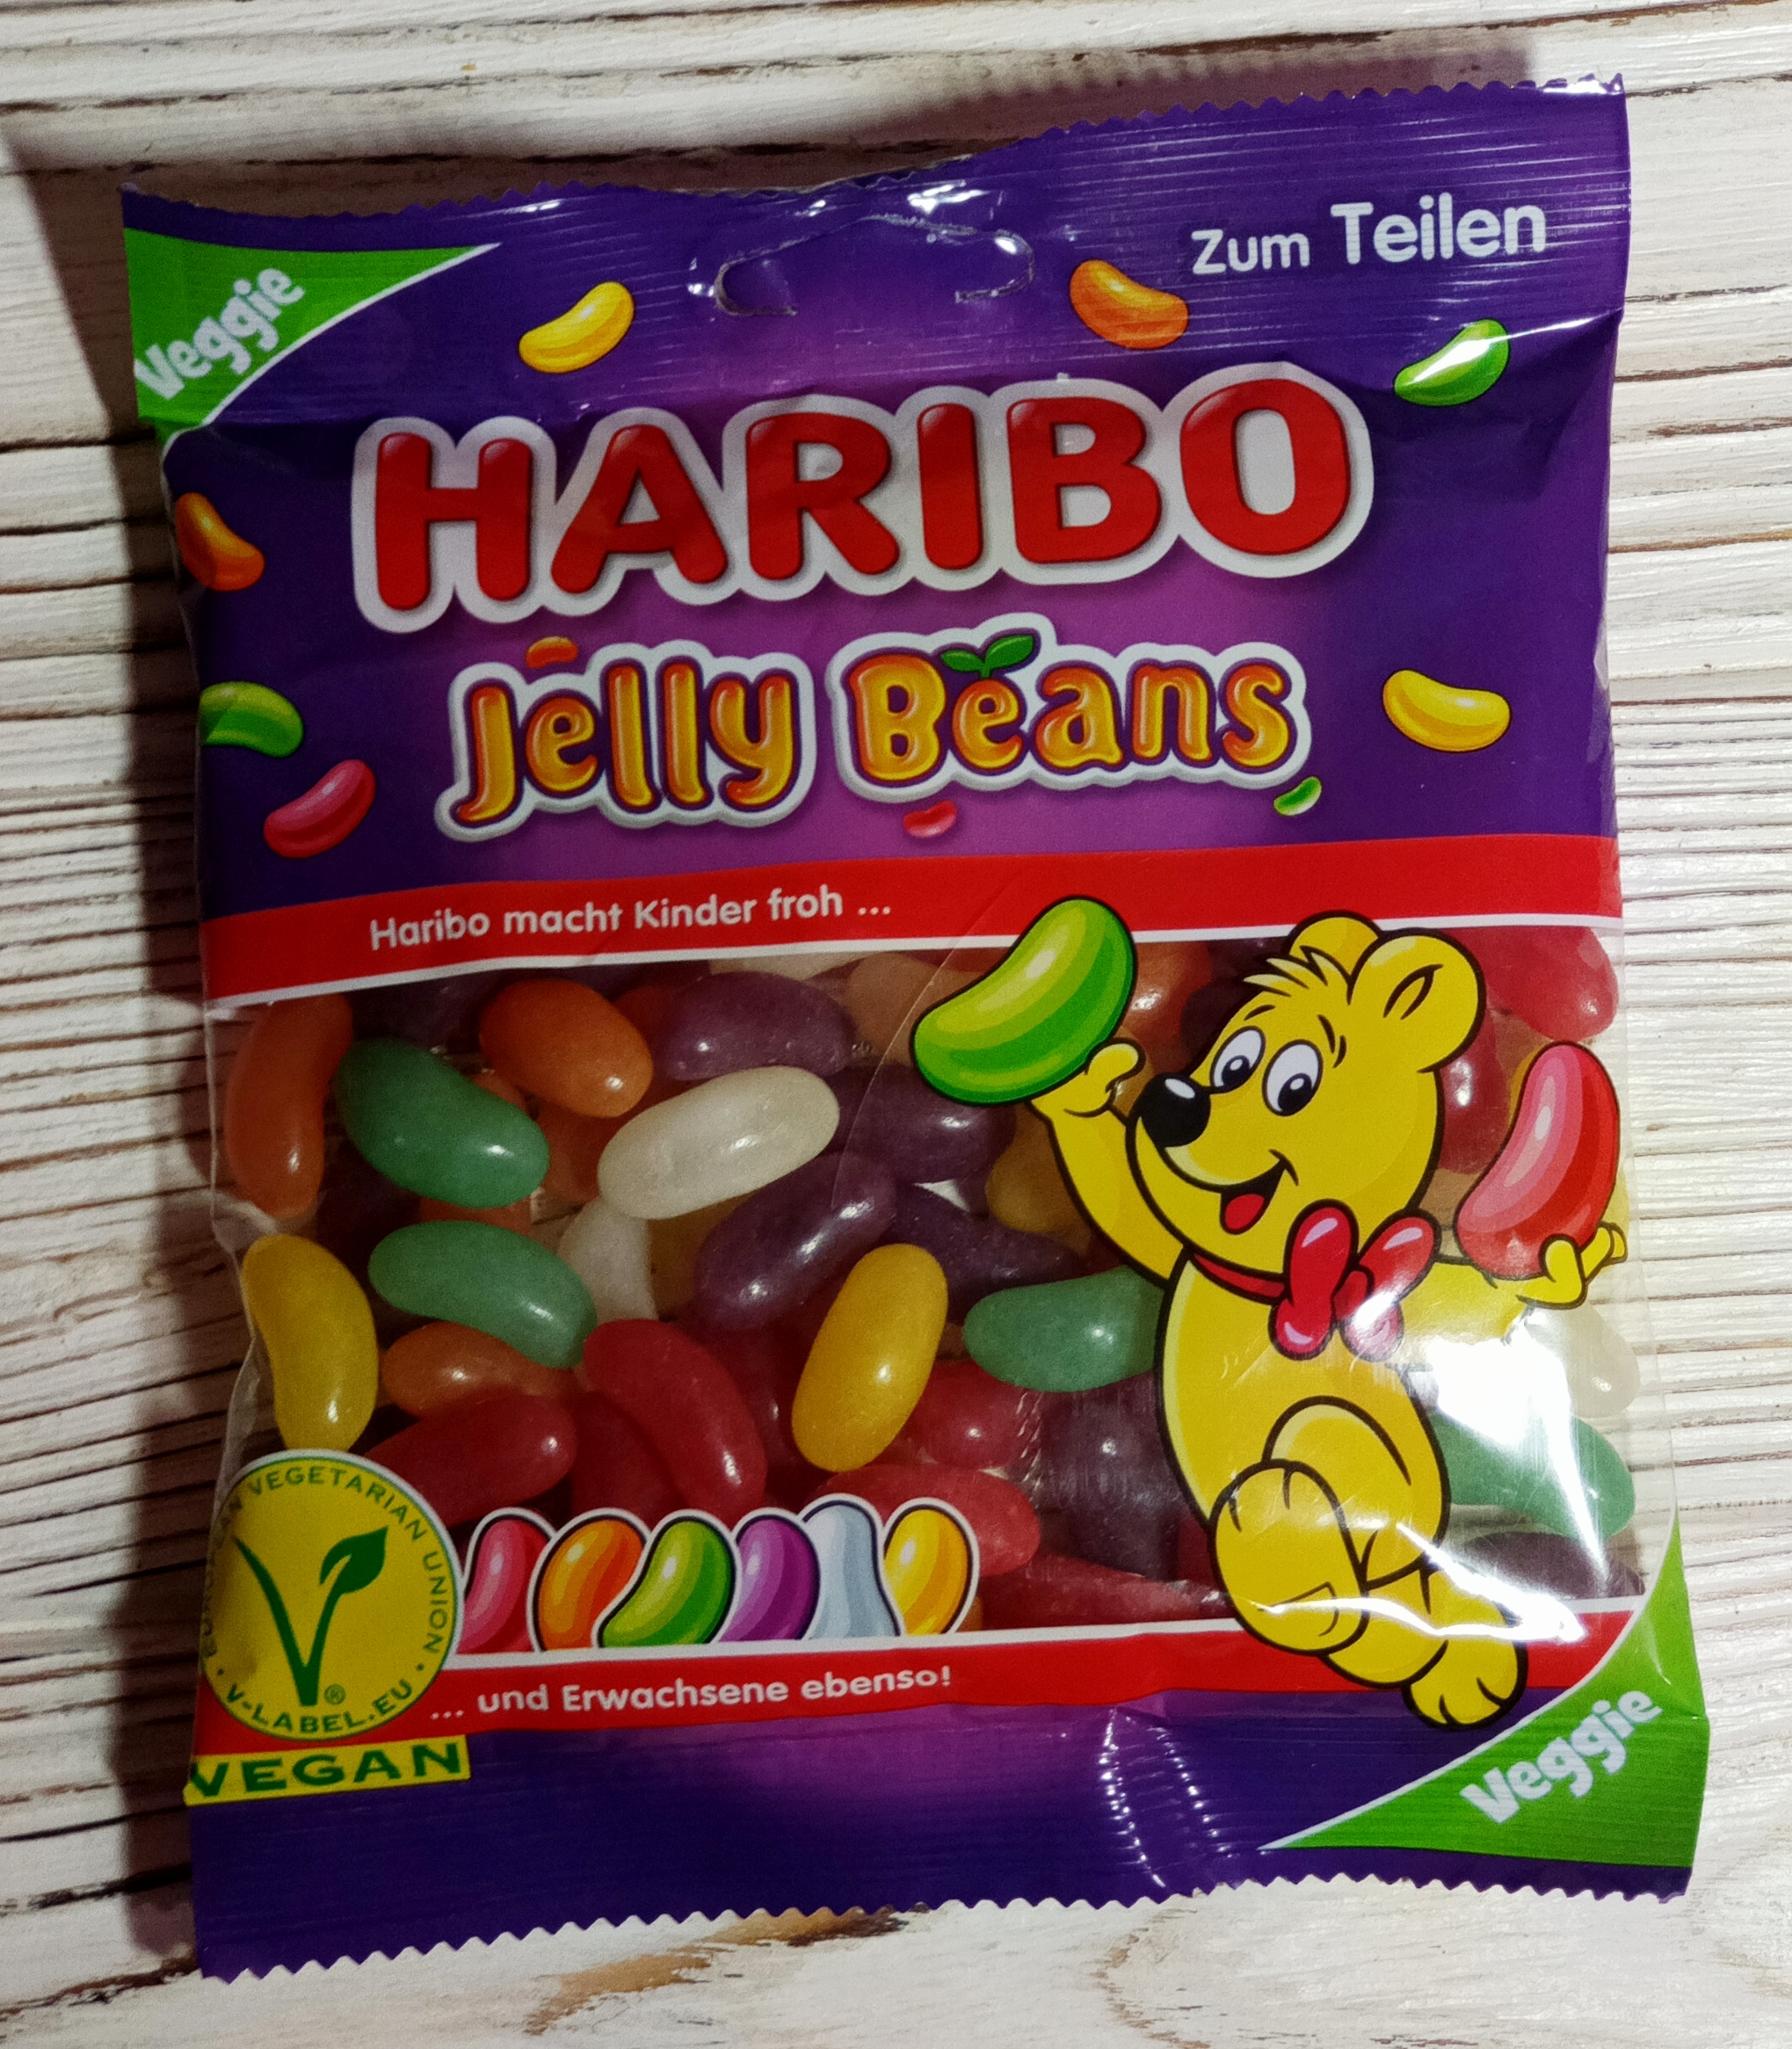 Zum Teilen
Veggie
HARIBO
Jelly Beans
Haribo macht Kinder froh ...
VEGETARIAN UNION
V-LABEL.EU
®
... und Erwachsene ebenso!
VEGAN
Veggie